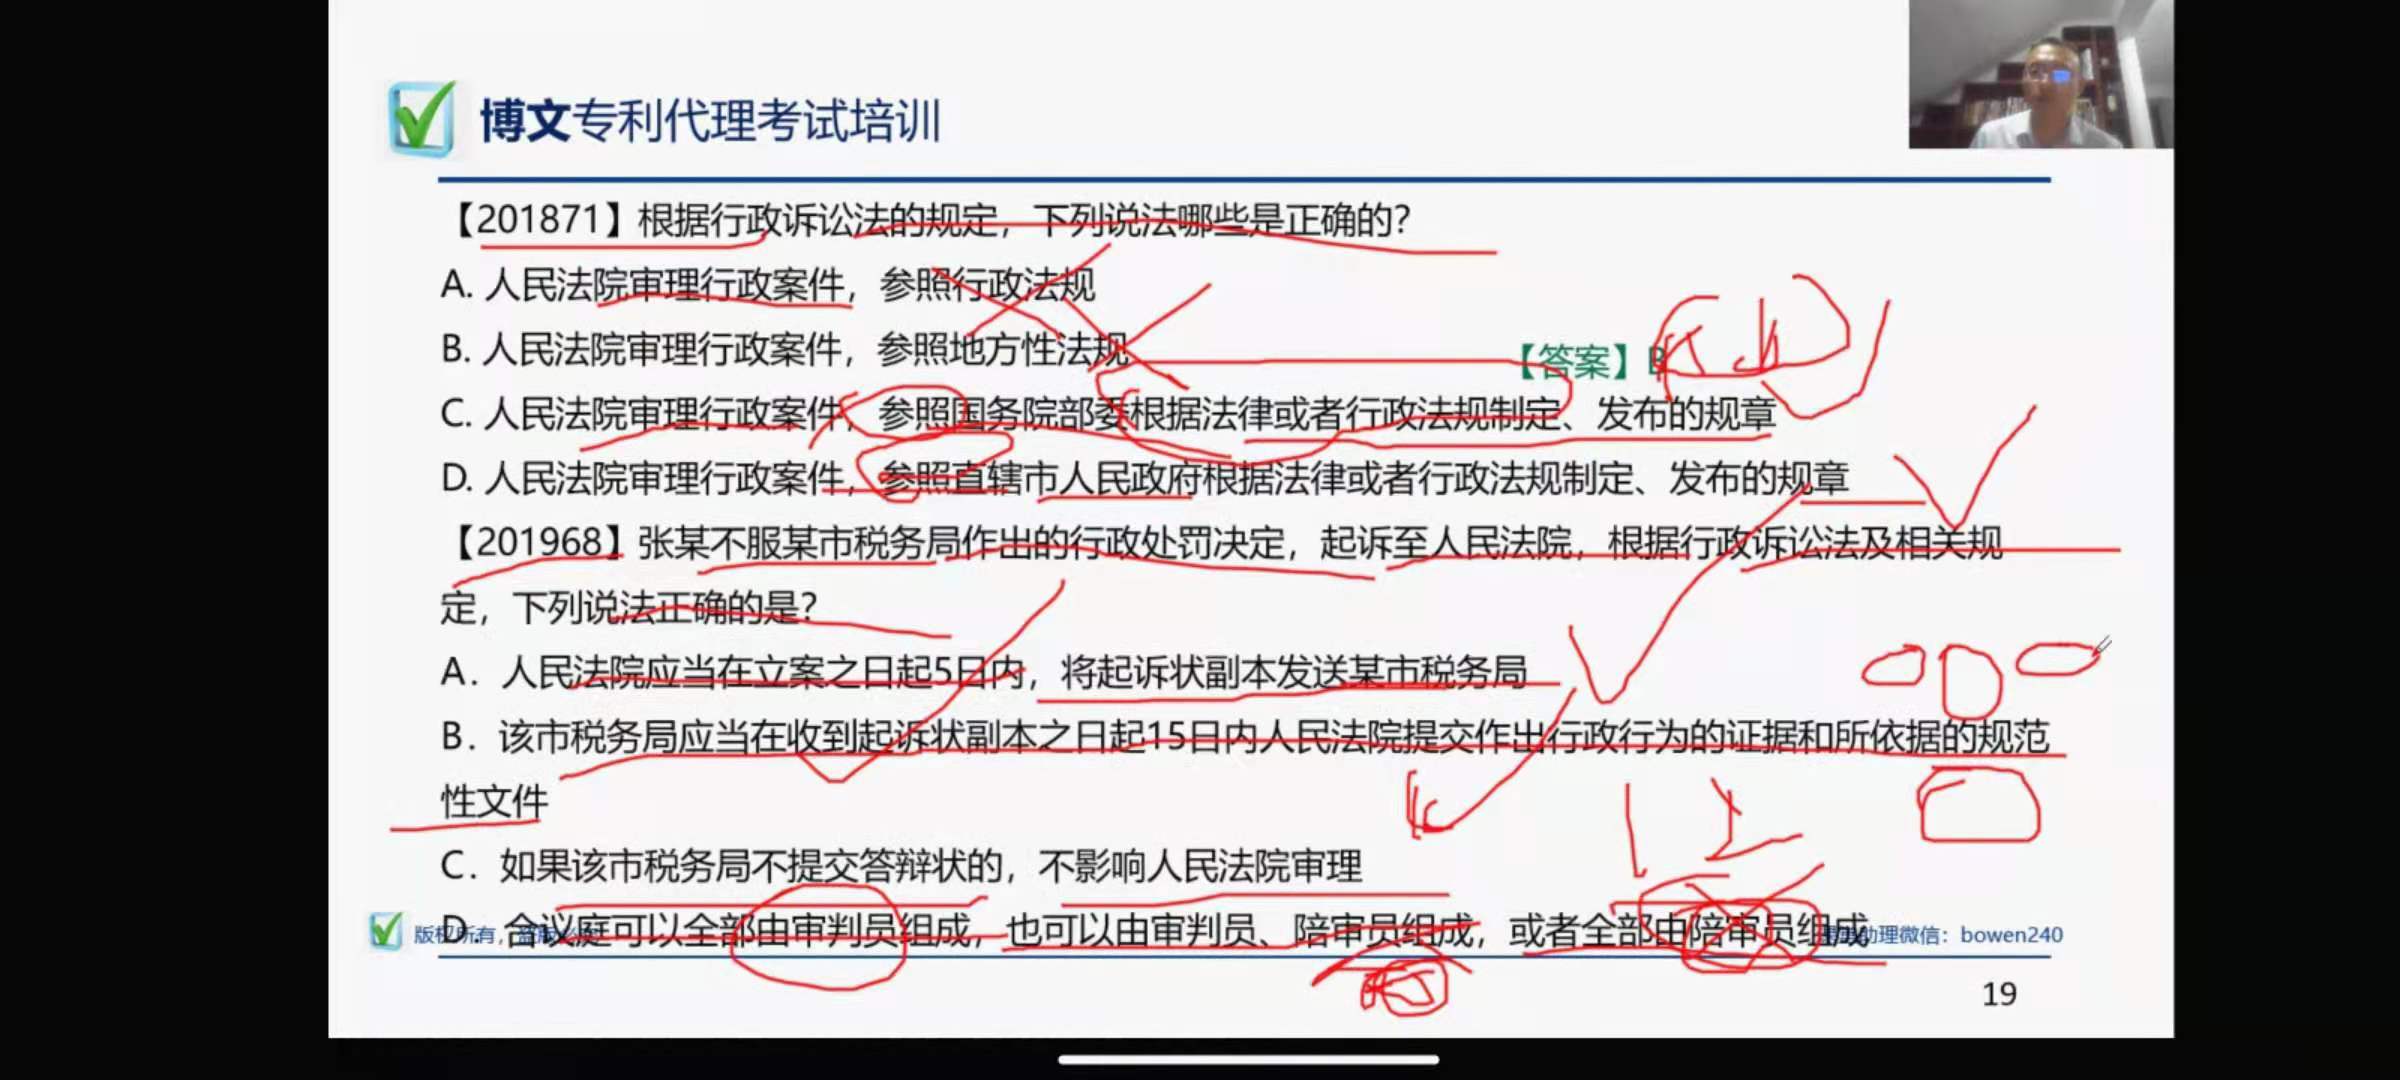 博文专利代理考试培训
【201871】根据行政诉讼法的规定，下列说法哪些是正确的？
A. 人民法院审理行政案件，参照行政法规
B. 人民法院审理行政案件，参照地方性法规
【答案】
C. 人民法院审理行政案件，参照国务院部委根据法律或者行政法规制定、发布的规章
D. 人民法院审理行政案件，参照直辖市人民政府根据法律或者行政法规制定、发布的规章
【201968】张某不服某市税务局作出的行政处罚决定，起诉至人民法院，根据行政诉讼法及相关规
定，下列说法正确的是？
A．人民法院应当在立案之日起5日内，将起诉状副本发送某市税务局
B．该市税务局应当在收到起诉状副本之日起15日内人民法院提交作出行政行为的证据和所依据的规范
性文件
C．如果该市税务局不提交答辩状的，不影响人民法院审理
D．合议庭可以全部由审判员组成，也可以由审判员、陪审员组成，或者全部由陪审员组成
版权所有，
助理微信：bowen240
19